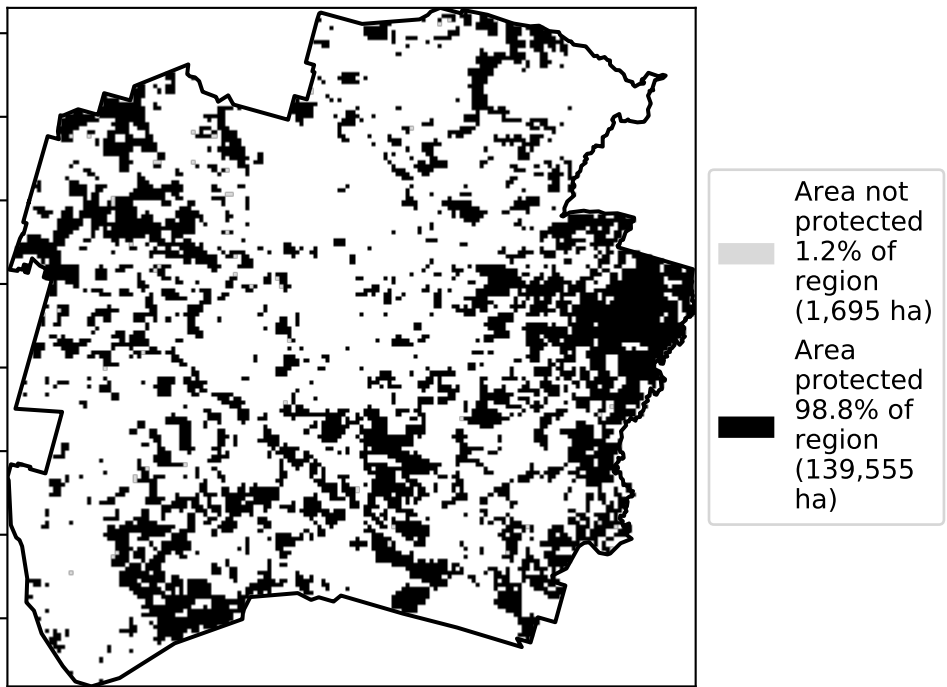 Area not
protected
1.2% of
region
(1,695 ha)
Area
protected
98.8% of
region
(139,555
ha)